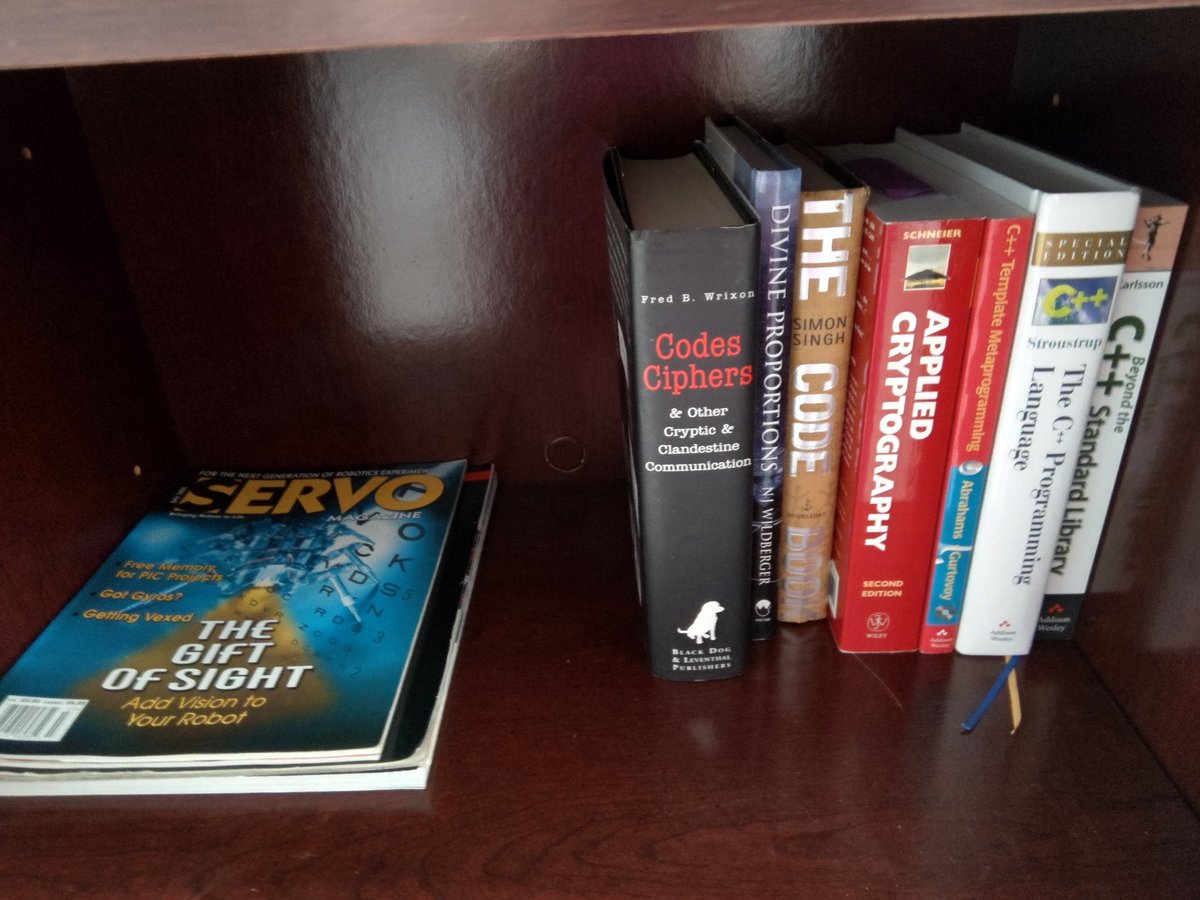 FOR THE NEXT GENERATION OF ROBOTICS EXPERIMENTERS
SERVO
MAGAZINE
Free Memory
for PIC Projects
Got Gyros?
Getting Vexed
THE
GIFT
OF SIGHT
Add Vision to
Your Robot
Fred B. Wrixon
Codes
Ciphers
& Other
Cryptic &
Clandestine
Communication
BLACK DOG
& LEVENTHAL
PUBLISHERS
DIVINE PROPORTIONS
NJ WILDBERGER
THE
SIMON
SINGH
CODE
DOUBLEDAY
BOOK
SCHNEIER
APPLIED
CRYPTOGRAPHY
SECOND
EDITION
WILEY
C++ Template Metaprogramming
Abrahams
Gurtovoy
Addison
Wesley
SPECIAL
EDITION
C++
Stroustrup
The C++ Programming
Language
Addison
Wesley
Karlsson
Beyond the
C++ Standard Library
Addison
Wesley